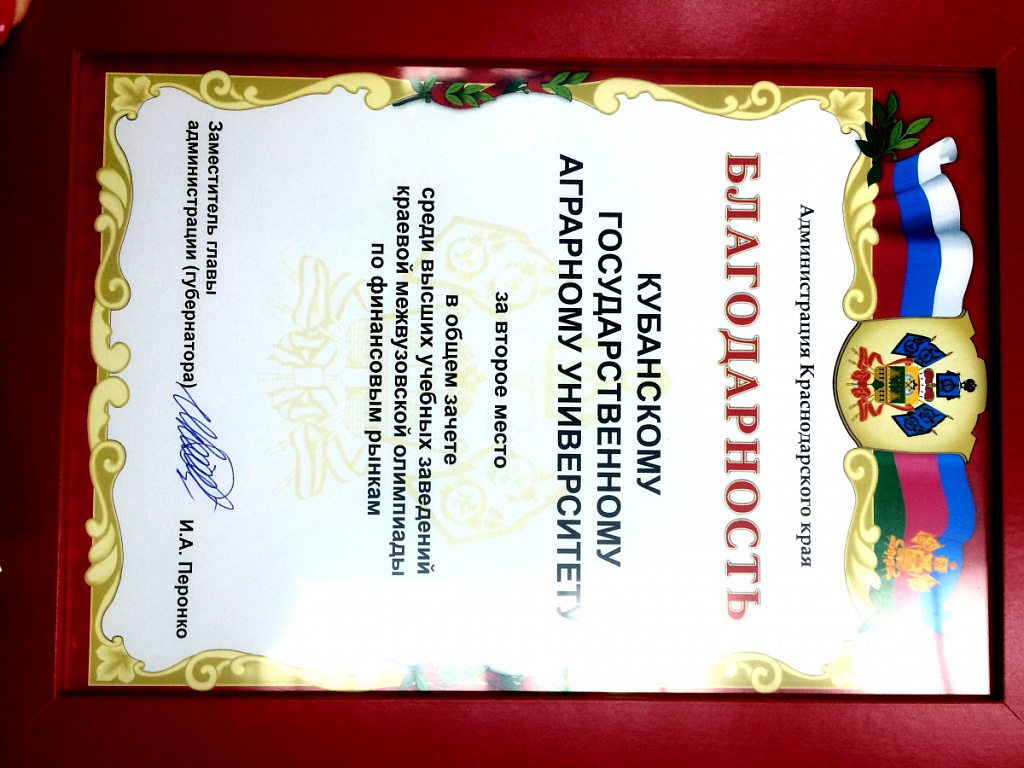 Администрация Краснодарского края
БЛАГОДАРНОСТЬ
КУБАНСКОМУ
ГОСУДАРСТВЕННОМУ
АГРАРНОМУ УНИВЕРСИТЕТУ
за второе место
в общем зачете
среди высших учебных заведений
краевой межвузовской олимпиады
по финансовым рынкам
Заместитель главы
администрации (губернатора) И.А. Перонко